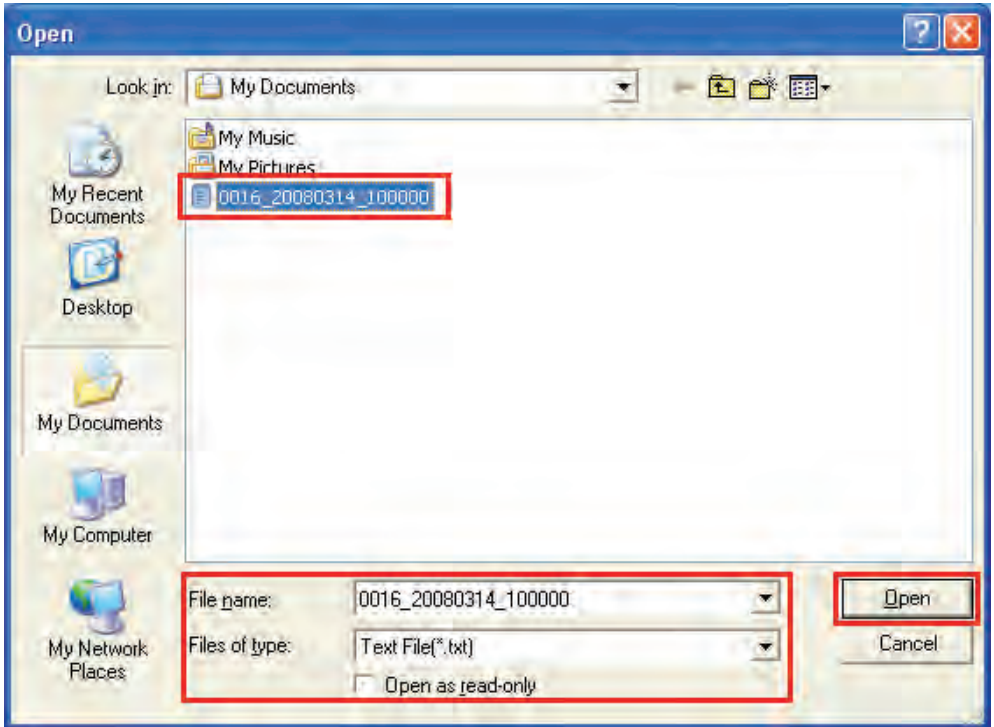 Open
Look in: My Documents
My Music
My Pictures
0016_20080314_100000
My Recent
Documents
Desktop
My Documents
My Computer
My Network
Places
File name: 0016_20080314_100000 Open
Files of type: Text File(*.txt) Cancel
Open as read-only